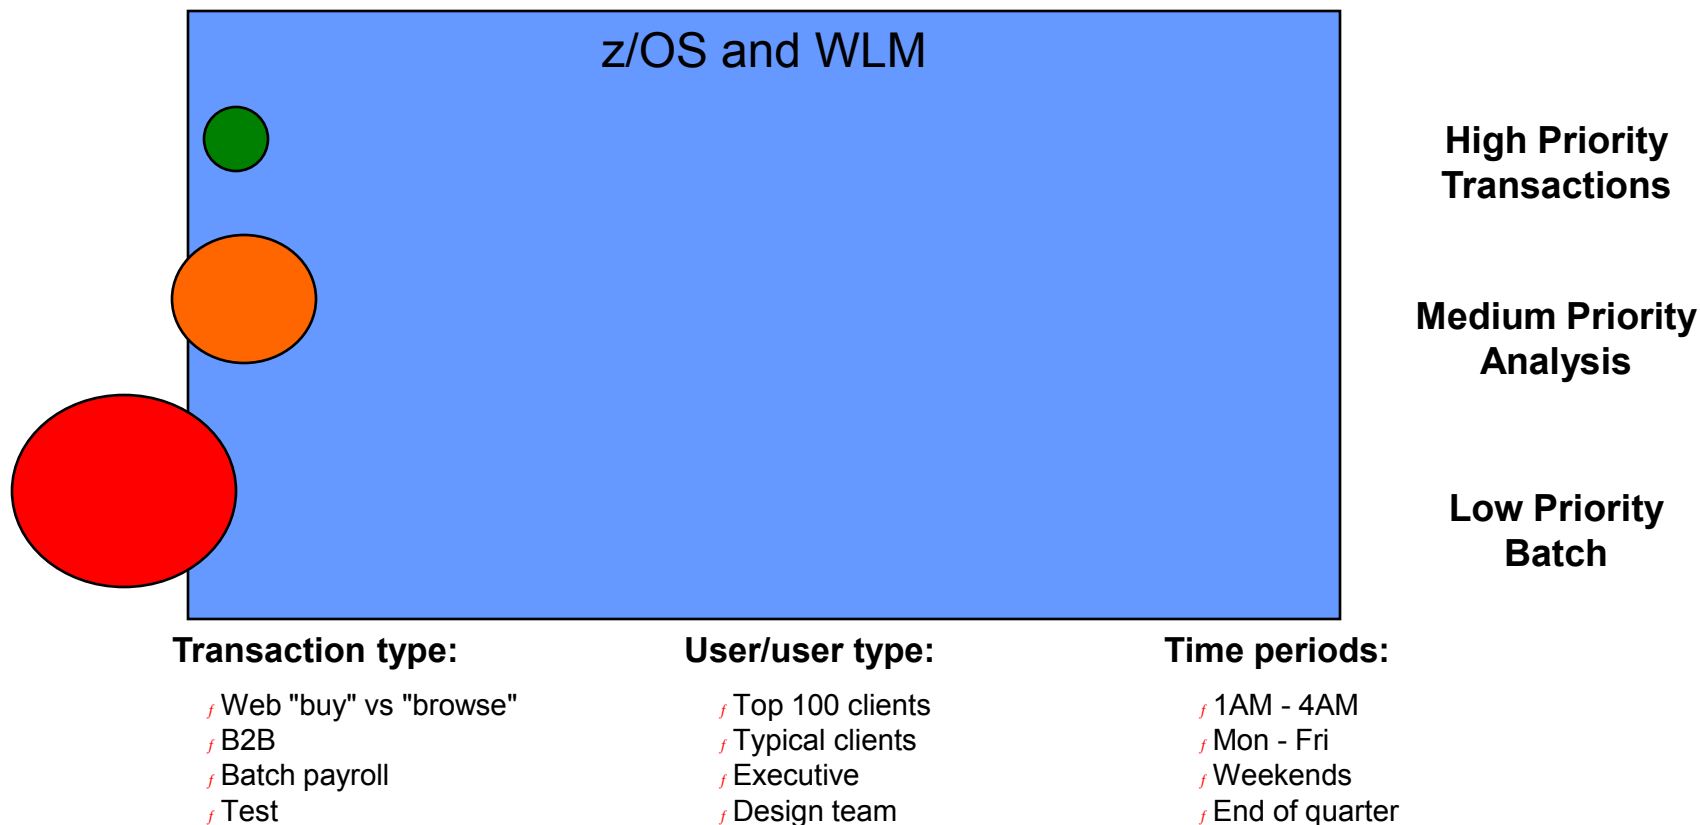 z/OS and WLM
High Priority
Transactions
Medium Priority
Analysis
Low Priority
Batch
Transaction type:
ƒ Web "buy" vs "browse"
ƒ B2B
ƒ Batch payroll
ƒ Test
User/user type:
ƒ Top 100 clients
ƒ Typical clients
ƒ Executive
ƒ Design team
Time periods:
ƒ 1AM - 4AM
ƒ Mon - Fri
ƒ Weekends
ƒ End of quarter